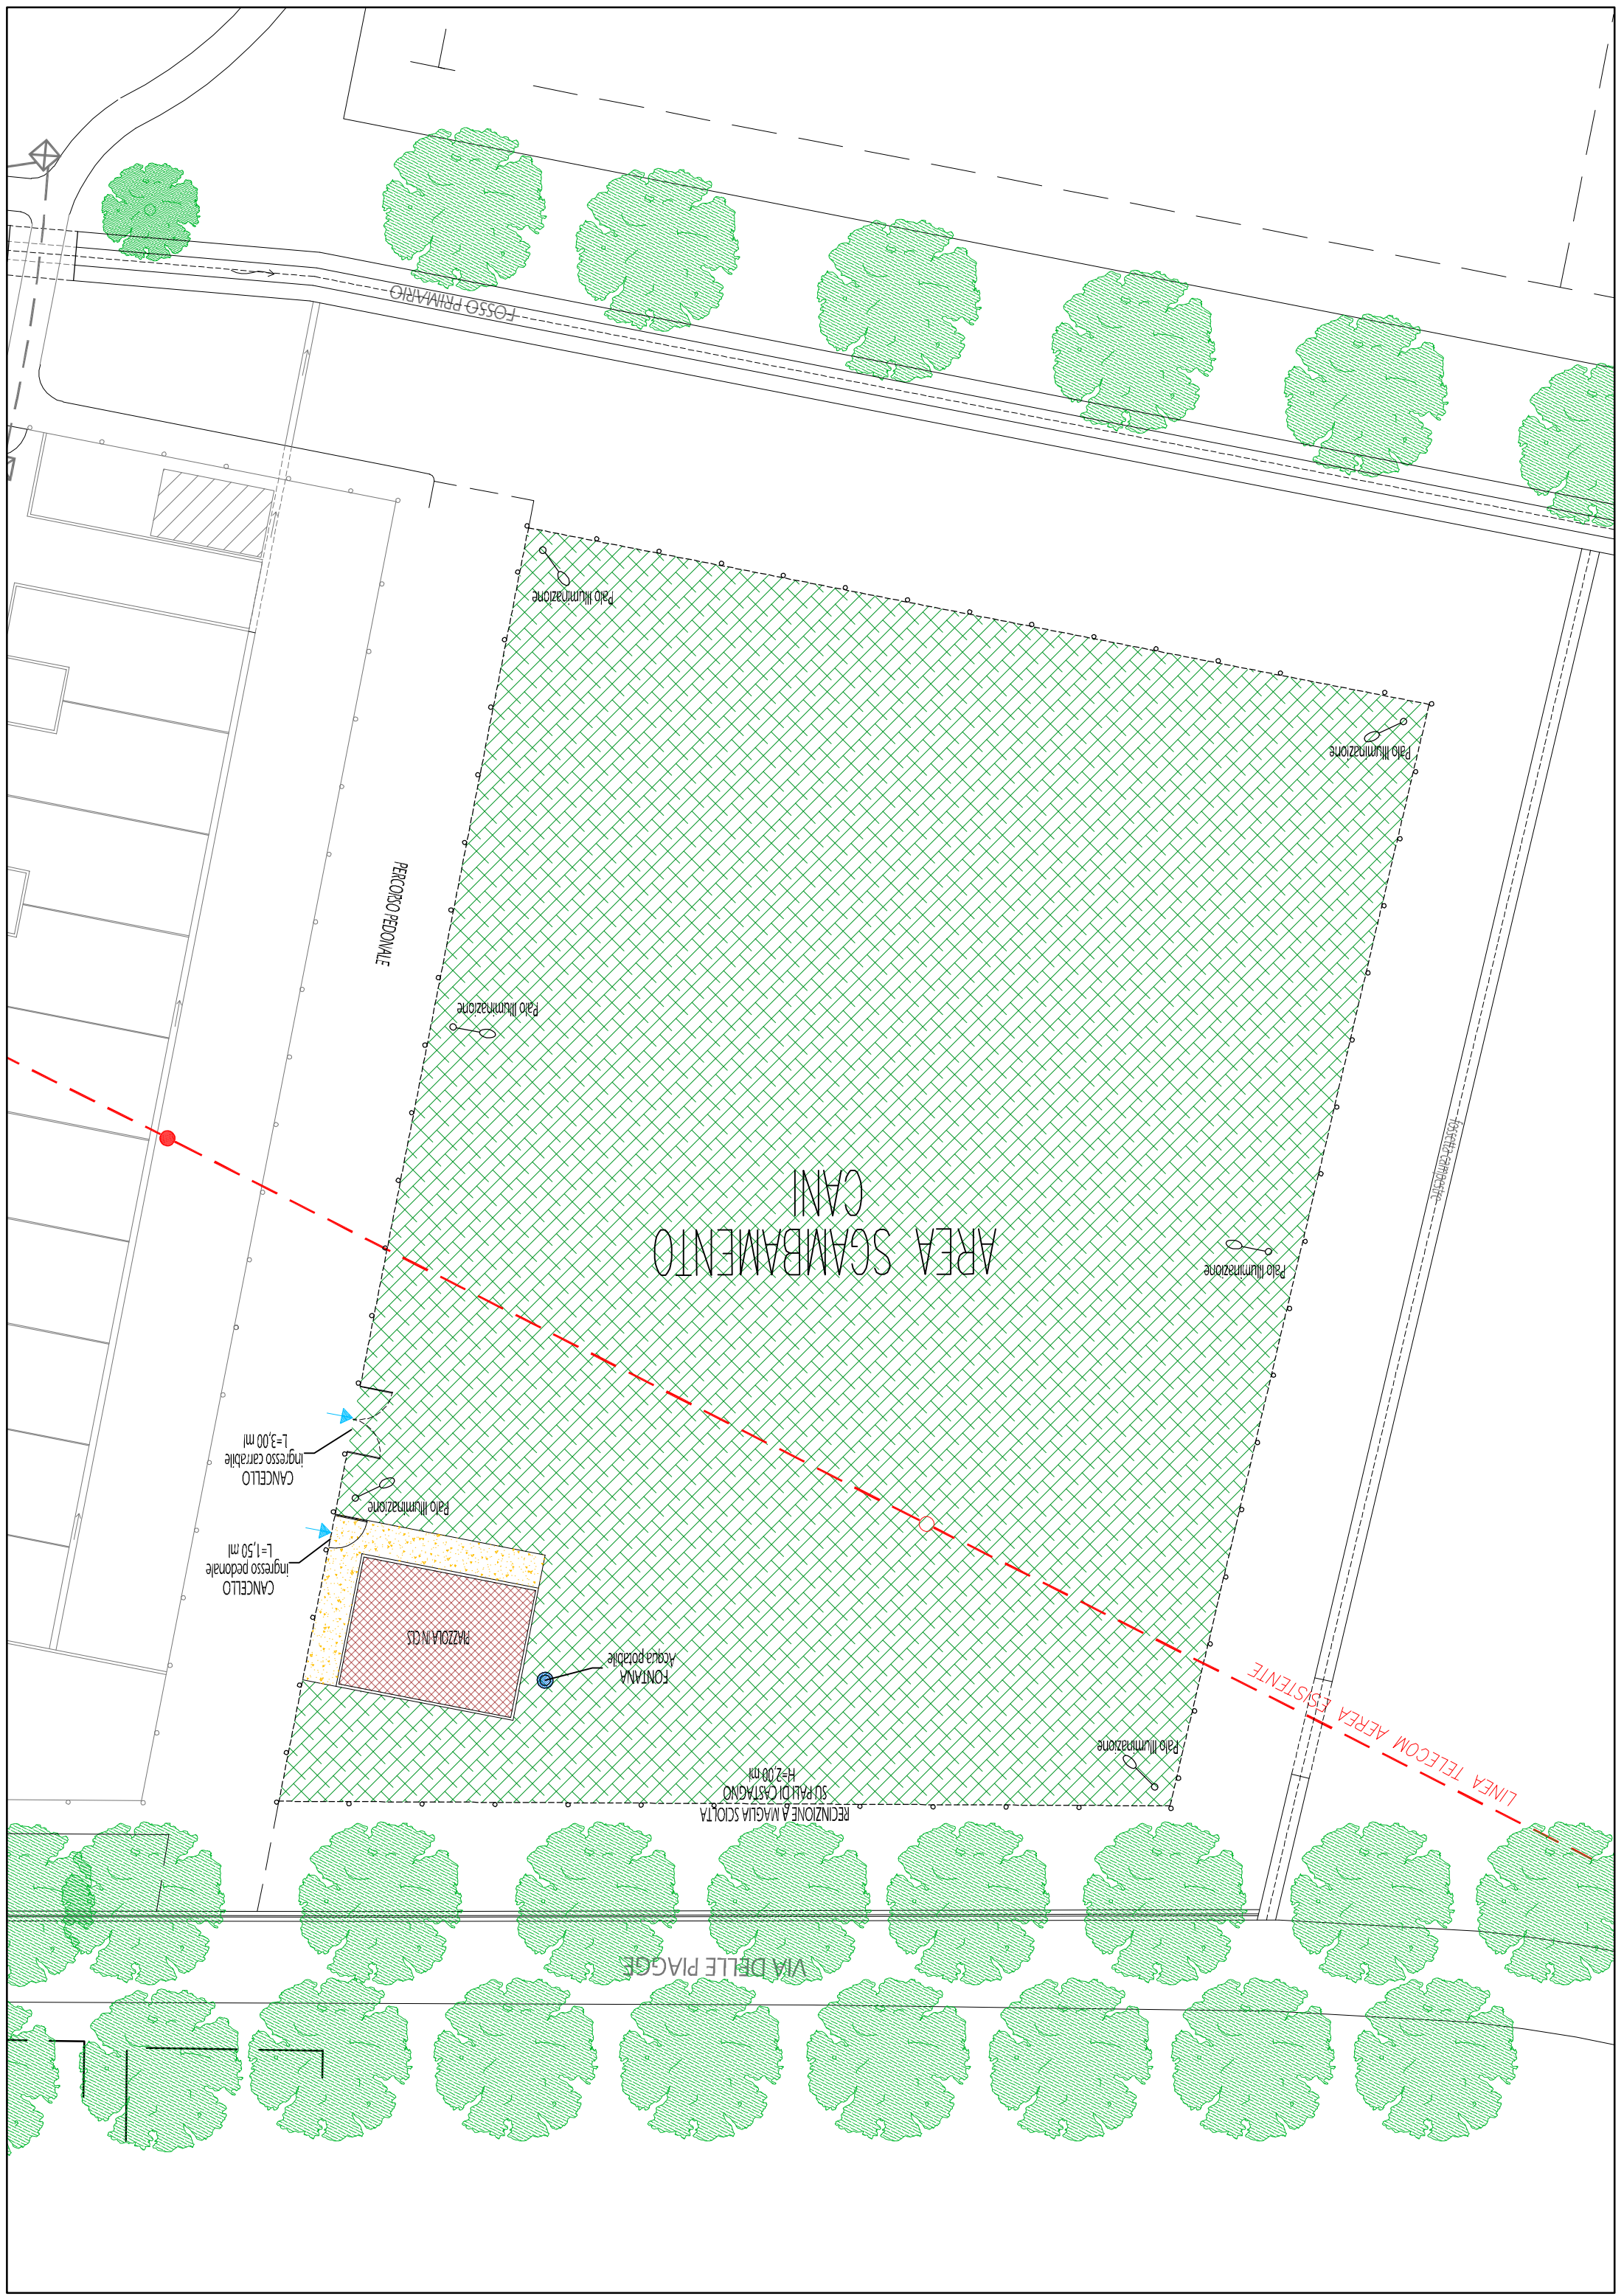 VIA DELLE PIAGGE
LINEA TELECOM AEREA ESISTENTE
RECINZIONE A MAGLIA SCIOLTA
SU PALI DI CASTAGNO
H=2,00 ml
Palo Illuminazione
FONTANA
Acqua potabile
PIAZZOLA IN CLS
CANCELLO
ingresso pedonale
L=1,50 ml
Palo Illuminazione
CANCELLO
ingresso carrabile
L=3,00 ml
AREA SGAMBAMENTO
CANI
Palo Illuminazione
fossetta campestre
Palo Illuminazione
PERCORSO PEDONALE
Palo Illuminazione
Palo Illuminazione
FOSSO PRIMARIO